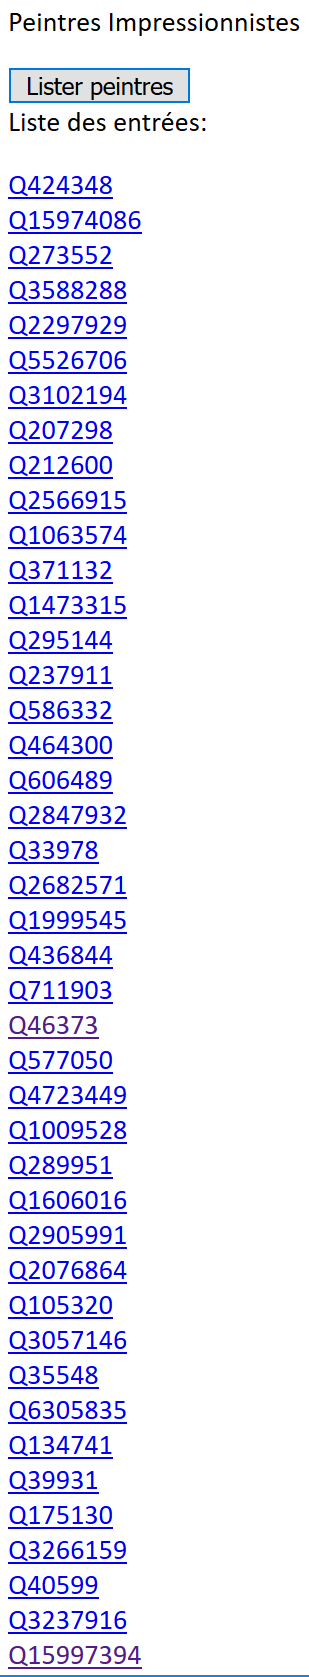 Peintres Impressionnistes
Lister peintres
Liste des entrées:
Q424348
Q15974086
Q273552
Q3588288
Q2297929
Q5526706
Q3102194
Q207298
Q212600
Q2566915
Q1063574
Q371132
Q1473315
Q295144
Q237911
Q586332
Q464300
Q606489
Q2847932
Q33978
Q2682571
Q1999545
Q436844
Q711903
Q46373
Q577050
Q4723449
Q1009528
Q289951
Q1606016
Q2905991
Q2076864
Q105320
Q3057146
Q35548
Q6305835
Q134741
Q39931
Q175130
Q3266159
Q40599
Q3237916
Q15997394